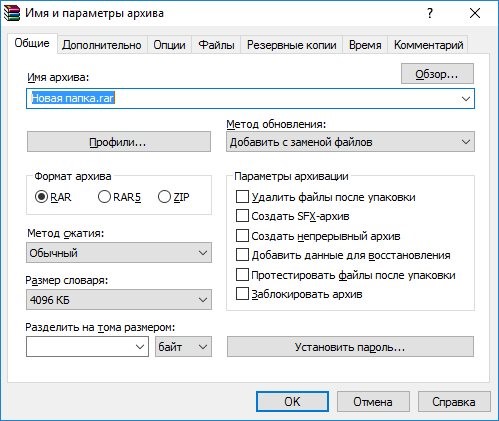 Имя и параметры архива
?
Общие Дополнительно Опции Файлы Резервные копии Время Комментарий
Имя архива:
Обзор...
Новая папка.rar
Профили...
Метод обновления:
Добавить с заменой файлов
Формат архива
RAR RAR5 ZIP
Метод сжатия:
Обычный
Размер словаря:
4096 КБ
Параметры архивации
Удалить файлы после упаковки
Создать SFX-архив
Создать непрерывный архив
Добавить данные для восстановления
Протестировать файлы после упаковки
Заблокировать архив
Разделить на тома размером:
байт
Установить пароль...
OK Отмена Справка